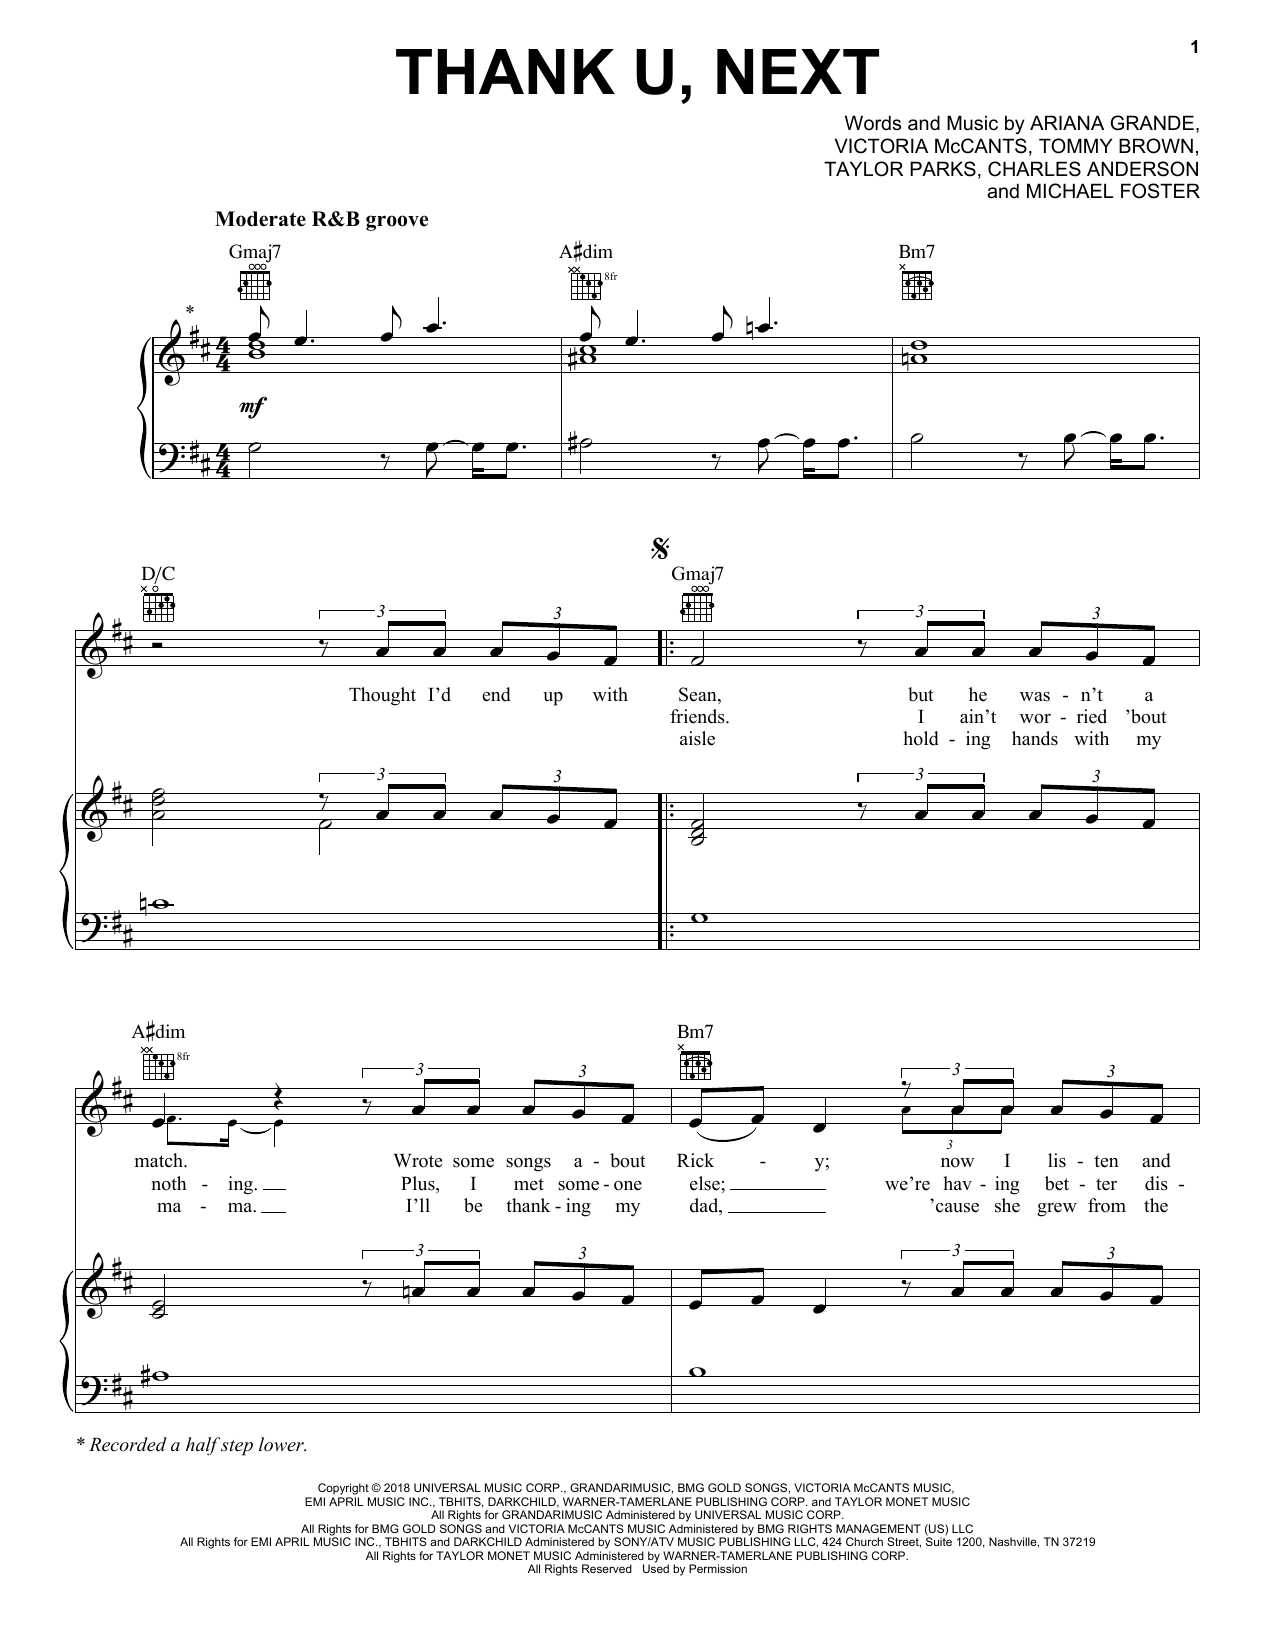 1
THANK U, NEXT
Words and Music by ARIANA GRANDE,
VICTORIA McCANTS, TOMMY BROWN,
TAYLOR PARKS, CHARLES ANDERSON
and MICHAEL FOSTER
Moderate R&B groove
Gmaj7 A♯dim Bm7
8fr
*
4/4
mf
D/C Gmaj7
3 3 3 3
Thought I'd end up with Sean, but he was - n't a
friends. I ain't wor - ried 'bout
aisle hold - ing hands with my
3 3 3 3
A♯dim Bm7
8fr
3 3 3 3
3
match. Wrote some songs a - bout Rick - y; now I lis - ten and
noth - ing. Plus, I met some - one else; we're hav - ing bet - ter dis -
ma - ma. I'll be thank - ing my dad, 'cause she grew from the
3 3 3 3
* Recorded a half step lower.
Copyright © 2018 UNIVERSAL MUSIC CORP., GRANDARIMUSIC, BMG GOLD SONGS, VICTORIA McCANTS MUSIC,
EMI APRIL MUSIC INC., TBHITS, DARKCHILD, WARNER-TAMERLANE PUBLISHING CORP. and TAYLOR MONET MUSIC
All Rights for GRANDARIMUSIC Administered by UNIVERSAL MUSIC CORP.
All Rights for BMG GOLD SONGS and VICTORIA McCANTS MUSIC Administered by BMG RIGHTS MANAGEMENT (US) LLC
All Rights for EMI APRIL MUSIC INC., TBHITS and DARKCHILD Administered by SONY/ATV MUSIC PUBLISHING LLC, 424 Church Street, Suite 1200, Nashville, TN 37219
All Rights for TAYLOR MONET MUSIC Administered by WARNER-TAMERLANE PUBLISHING CORP.
All Rights Reserved Used by Permission